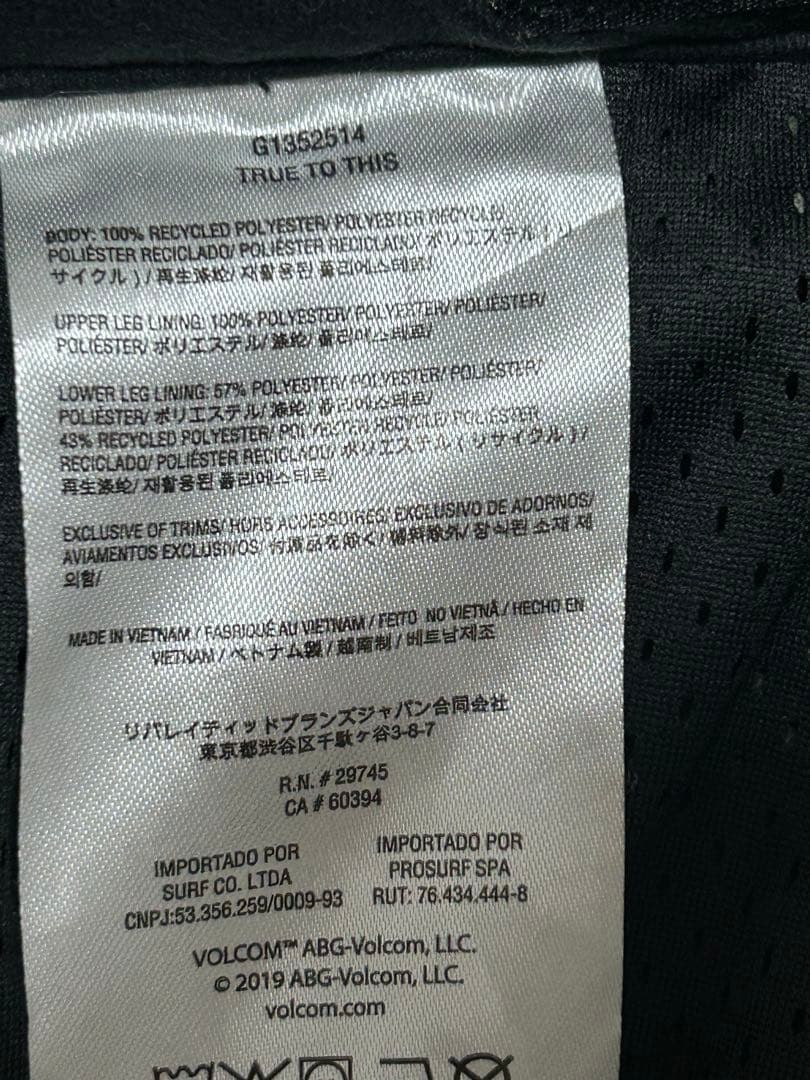 G1352514
TRUE TO THIS
BODY: 100% RECYCLED POLYESTER/ POLYESTER RECYCLÉ/
POLIÉSTER RECICLADO/ POLIÉSTER RECICLADO/ ポリエステル ( リ
サイクル ) / 再生涤纶/ 재활용된 폴리에스테르/
UPPER LEG LINING: 100% POLYESTER/ POLYESTER/ POLIÉSTER/
POLIÉSTER/ ポリエステル/ 涤纶/ 폴리에스테르/
LOWER LEG LINING: 57% POLYESTER/ POLYESTER/ POLIÉSTER/
POLIÉSTER/ ポリエステル/ 涤纶/ 폴리에스테르/
43% RECYCLED POLYESTER/ POLYESTER RECYCLÉ/ POLIÉSTER
RECICLADO/ POLIÉSTER RECICLADO/ ポリエステル ( リサイクル ) /
再生涤纶/ 재활용된 폴리에스테르/
EXCLUSIVE OF TRIMS/ HORS ACCESSOIRES/ EXCLUSIVO DE ADORNOS/
AVIAMENTOS EXCLUSIVOS/ 付属品を除く/ 辅料除外/ 장식된 소재 제
외함/
MADE IN VIETNAM / FABRIQUÉ AU VIETNAM / FEITO NO VIETNÃ / HECHO EN
VIETNAM / ベトナム製 / 越南制 / 베트남제조
リバレイティッドブランズジャパン合同会社
東京都渋谷区千駄ヶ谷3-8-7
R.N. # 29745
CA # 60394
IMPORTADO POR
SURF CO. LTDA
CNPJ:53.356.259/0009-93
IMPORTADO POR
PROSURF SPA
RUT: 76.434.444-8
VOLCOM™ ABG-Volcom, LLC.
© 2019 ABG-Volcom, LLC.
volcom.com